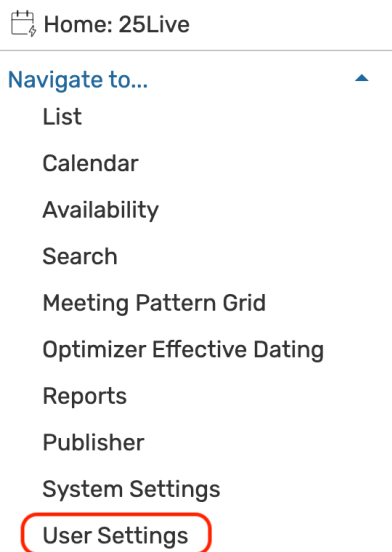 Home: 25Live
Navigate to...
List
Calendar
Availability
Search
Meeting Pattern Grid
Optimizer Effective Dating
Reports
Publisher
System Settings
User Settings